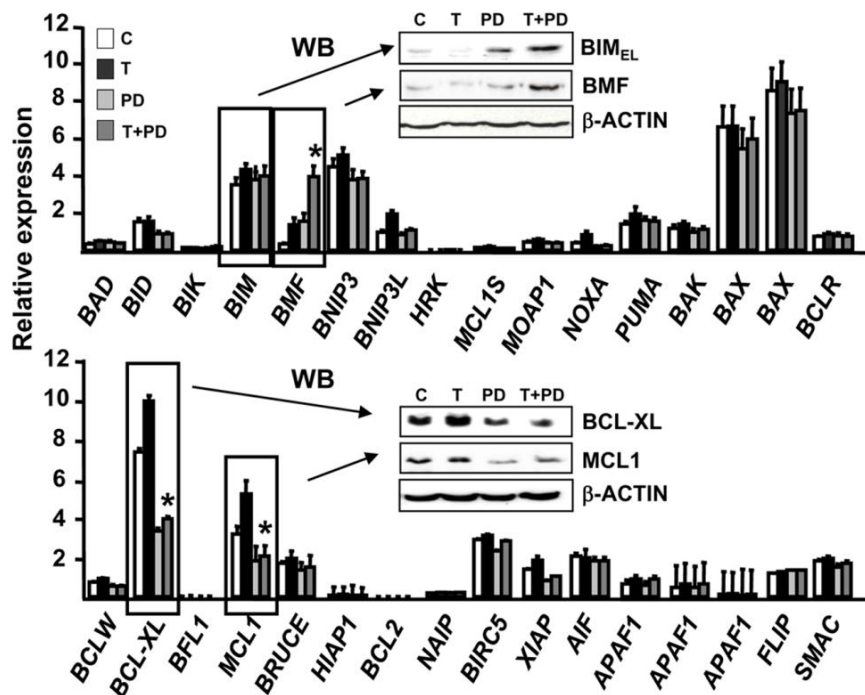 Relative expression
12
10
8
6
4
2
C
T
PD
T+PD
WB
C T PD T+PD
BIM_EL
BMF
β-ACTIN
*
BAD BID BIK BIM BMF BNIP3 BNIP3L HRK MCL1S MOAP1 NOXA PUMA BAK BAX BAX BCLR
12
10
8
6
4
2
WB
C T PD T+PD
BCL-XL
MCL1
β-ACTIN
*
*
BCLW BCL-XL BFL1 MCL1 BRUCE HIAP1 BCL2 NAIP BIRC5 XIAP AIF APAF1 APAF1 APAF1 FLIP SMAC